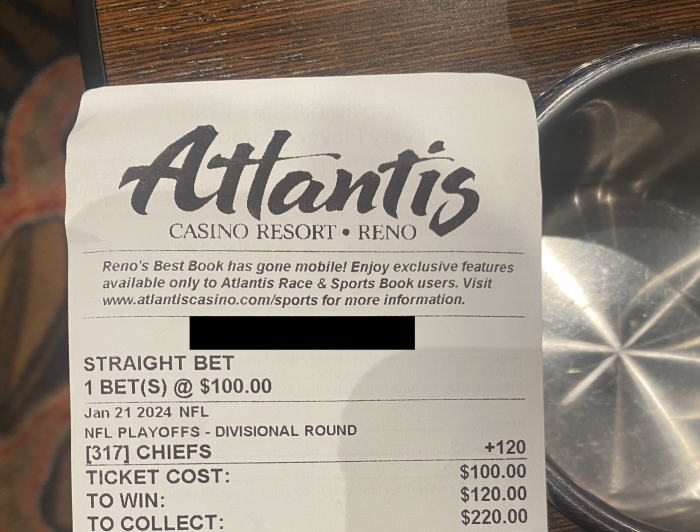 Atlantis
CASINO RESORT • RENO
Reno's Best Book has gone mobile! Enjoy exclusive features
available only to Atlantis Race & Sports Book users. Visit
www.atlantiscasino.com/sports for more information.
STRAIGHT BET
1 BET(S) @ $100.00
Jan 21 2024 NFL
NFL PLAYOFFS - DIVISIONAL ROUND
[317] CHIEFS +120
TICKET COST: $100.00
TO WIN: $120.00
TO COLLECT: $220.00